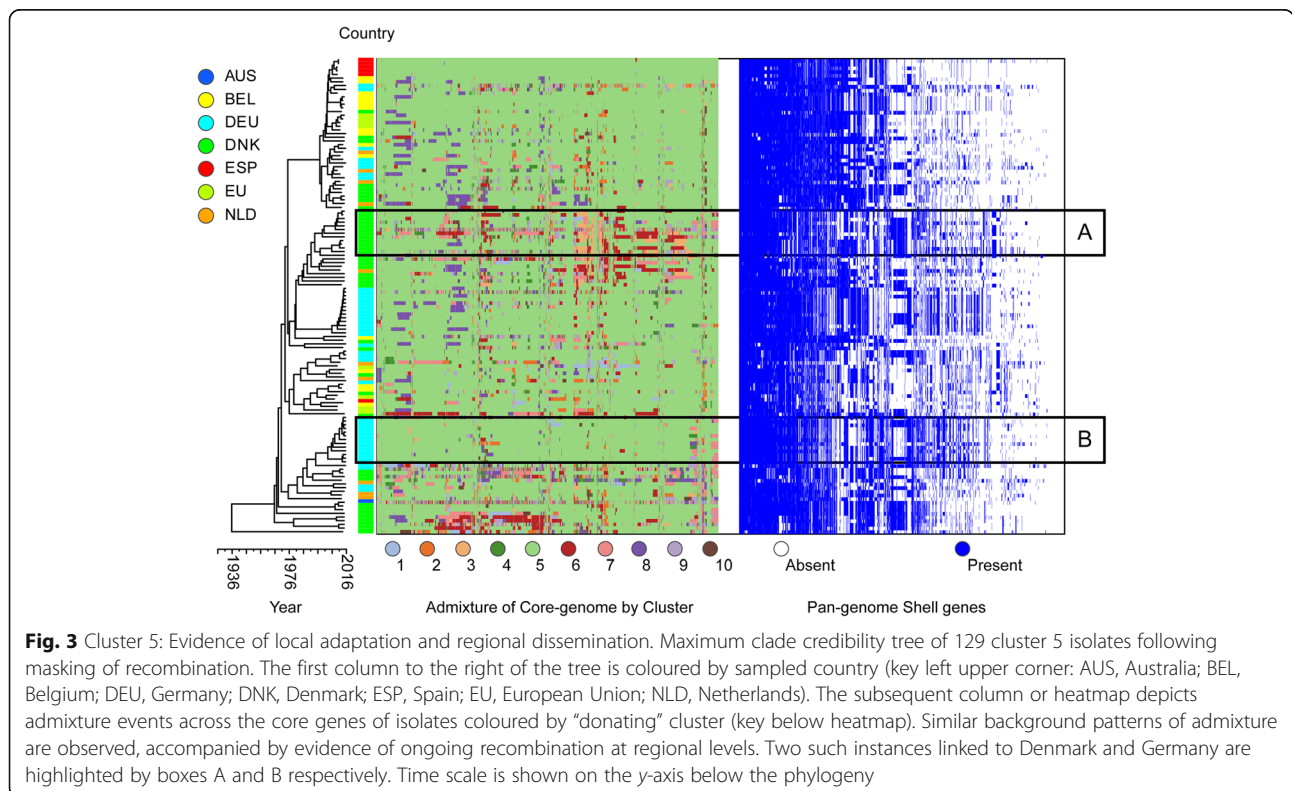 Country
AUS
BEL
DEU
DNK
ESP
EU
NLD
A
B
1 2 3 4 5 6 7 8 9 10
Absent Present
1936 1976 2016
Year
Admixture of Core-genome by Cluster
Pan-genome Shell genes
Fig. 3 Cluster 5: Evidence of local adaptation and regional dissemination. Maximum clade credibility tree of 129 cluster 5 isolates following
masking of recombination. The first column to the right of the tree is coloured by sampled country (key left upper corner: AUS, Australia; BEL,
Belgium; DEU, Germany; DNK, Denmark; ESP, Spain; EU, European Union; NLD, Netherlands). The subsequent column or heatmap depicts
admixture events across the core genes of isolates coloured by “donating” cluster (key below heatmap). Similar background patterns of admixture
are observed, accompanied by evidence of ongoing recombination at regional levels. Two such instances linked to Denmark and Germany are
highlighted by boxes A and B respectively. Time scale is shown on the y-axis below the phylogeny